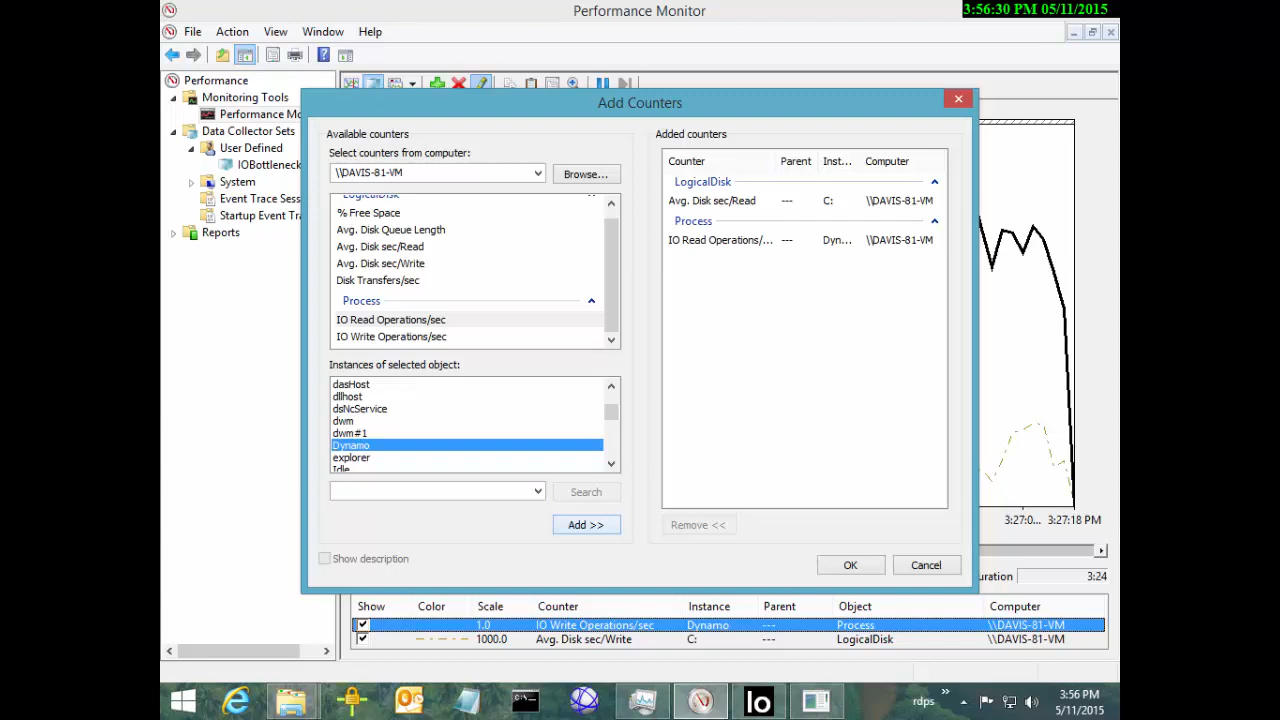 Performance Monitor
3:56:30 PM 05/11/2015
File Action View Window Help
Performance
Monitoring Tools
Performance Mo
Data Collector Sets
User Defined
IOBottleneck
System
Event Trace Sess
Startup Event Tra
Reports
Add Counters
Available counters
Select counters from computer:
\\DAVIS-81-VM
Browse...
LogicalDisk
% Free Space
Avg. Disk Queue Length
Avg. Disk sec/Read
Avg. Disk sec/Write
Disk Transfers/sec
Process
IO Read Operations/sec
IO Write Operations/sec
Instances of selected object:
dasHost
dllhost
dsNcService
dwm
dwm#1
Dynamo
explorer
Idle
Search
Add >>
Show description
Added counters
Counter Parent Inst... Computer
LogicalDisk
Avg. Disk sec/Read --- C: \\DAVIS-81-VM
Process
IO Read Operations/... --- Dyn... \\DAVIS-81-VM
Remove <<
OK Cancel
3:27:0... 3:27:18 PM
uration 3:24
Show Color Scale Counter Instance Parent Object Computer
1.0 IO Write Operations/sec Dynamo --- Process \\DAVIS-81-VM
1000.0 Avg. Disk sec/Write C: --- LogicalDisk \\DAVIS-81-VM
Io
rdps
3:56 PM
5/11/2015